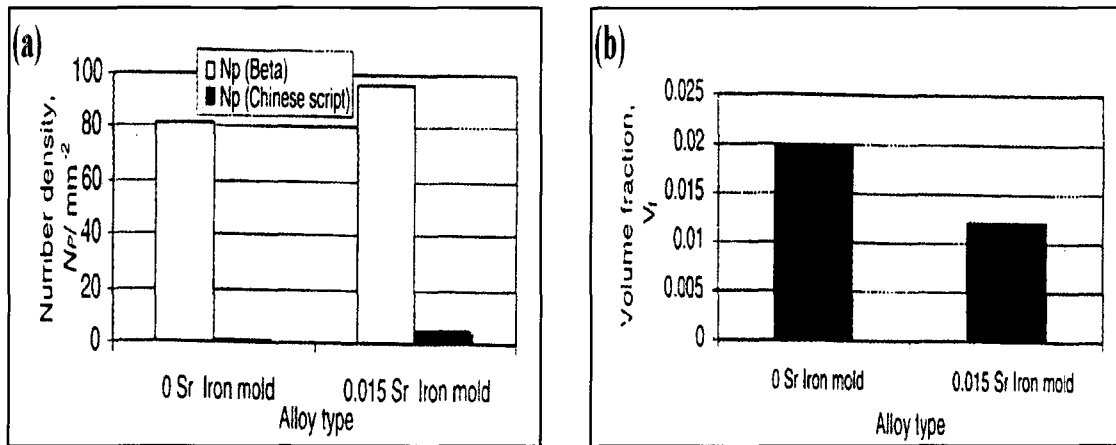 (a)
Np (Beta)
Np (Chinese script)
Number density,
Np/mm⁻²
100
80
60
40
20
0
0 Sr Iron mold
0.015 Sr Iron mold
Alloy type
(b)
Volume fraction,
Vf
0.025
0.02
0.015
0.01
0.005
0
0 Sr Iron mold
0.015 Sr Iron mold
Alloy type